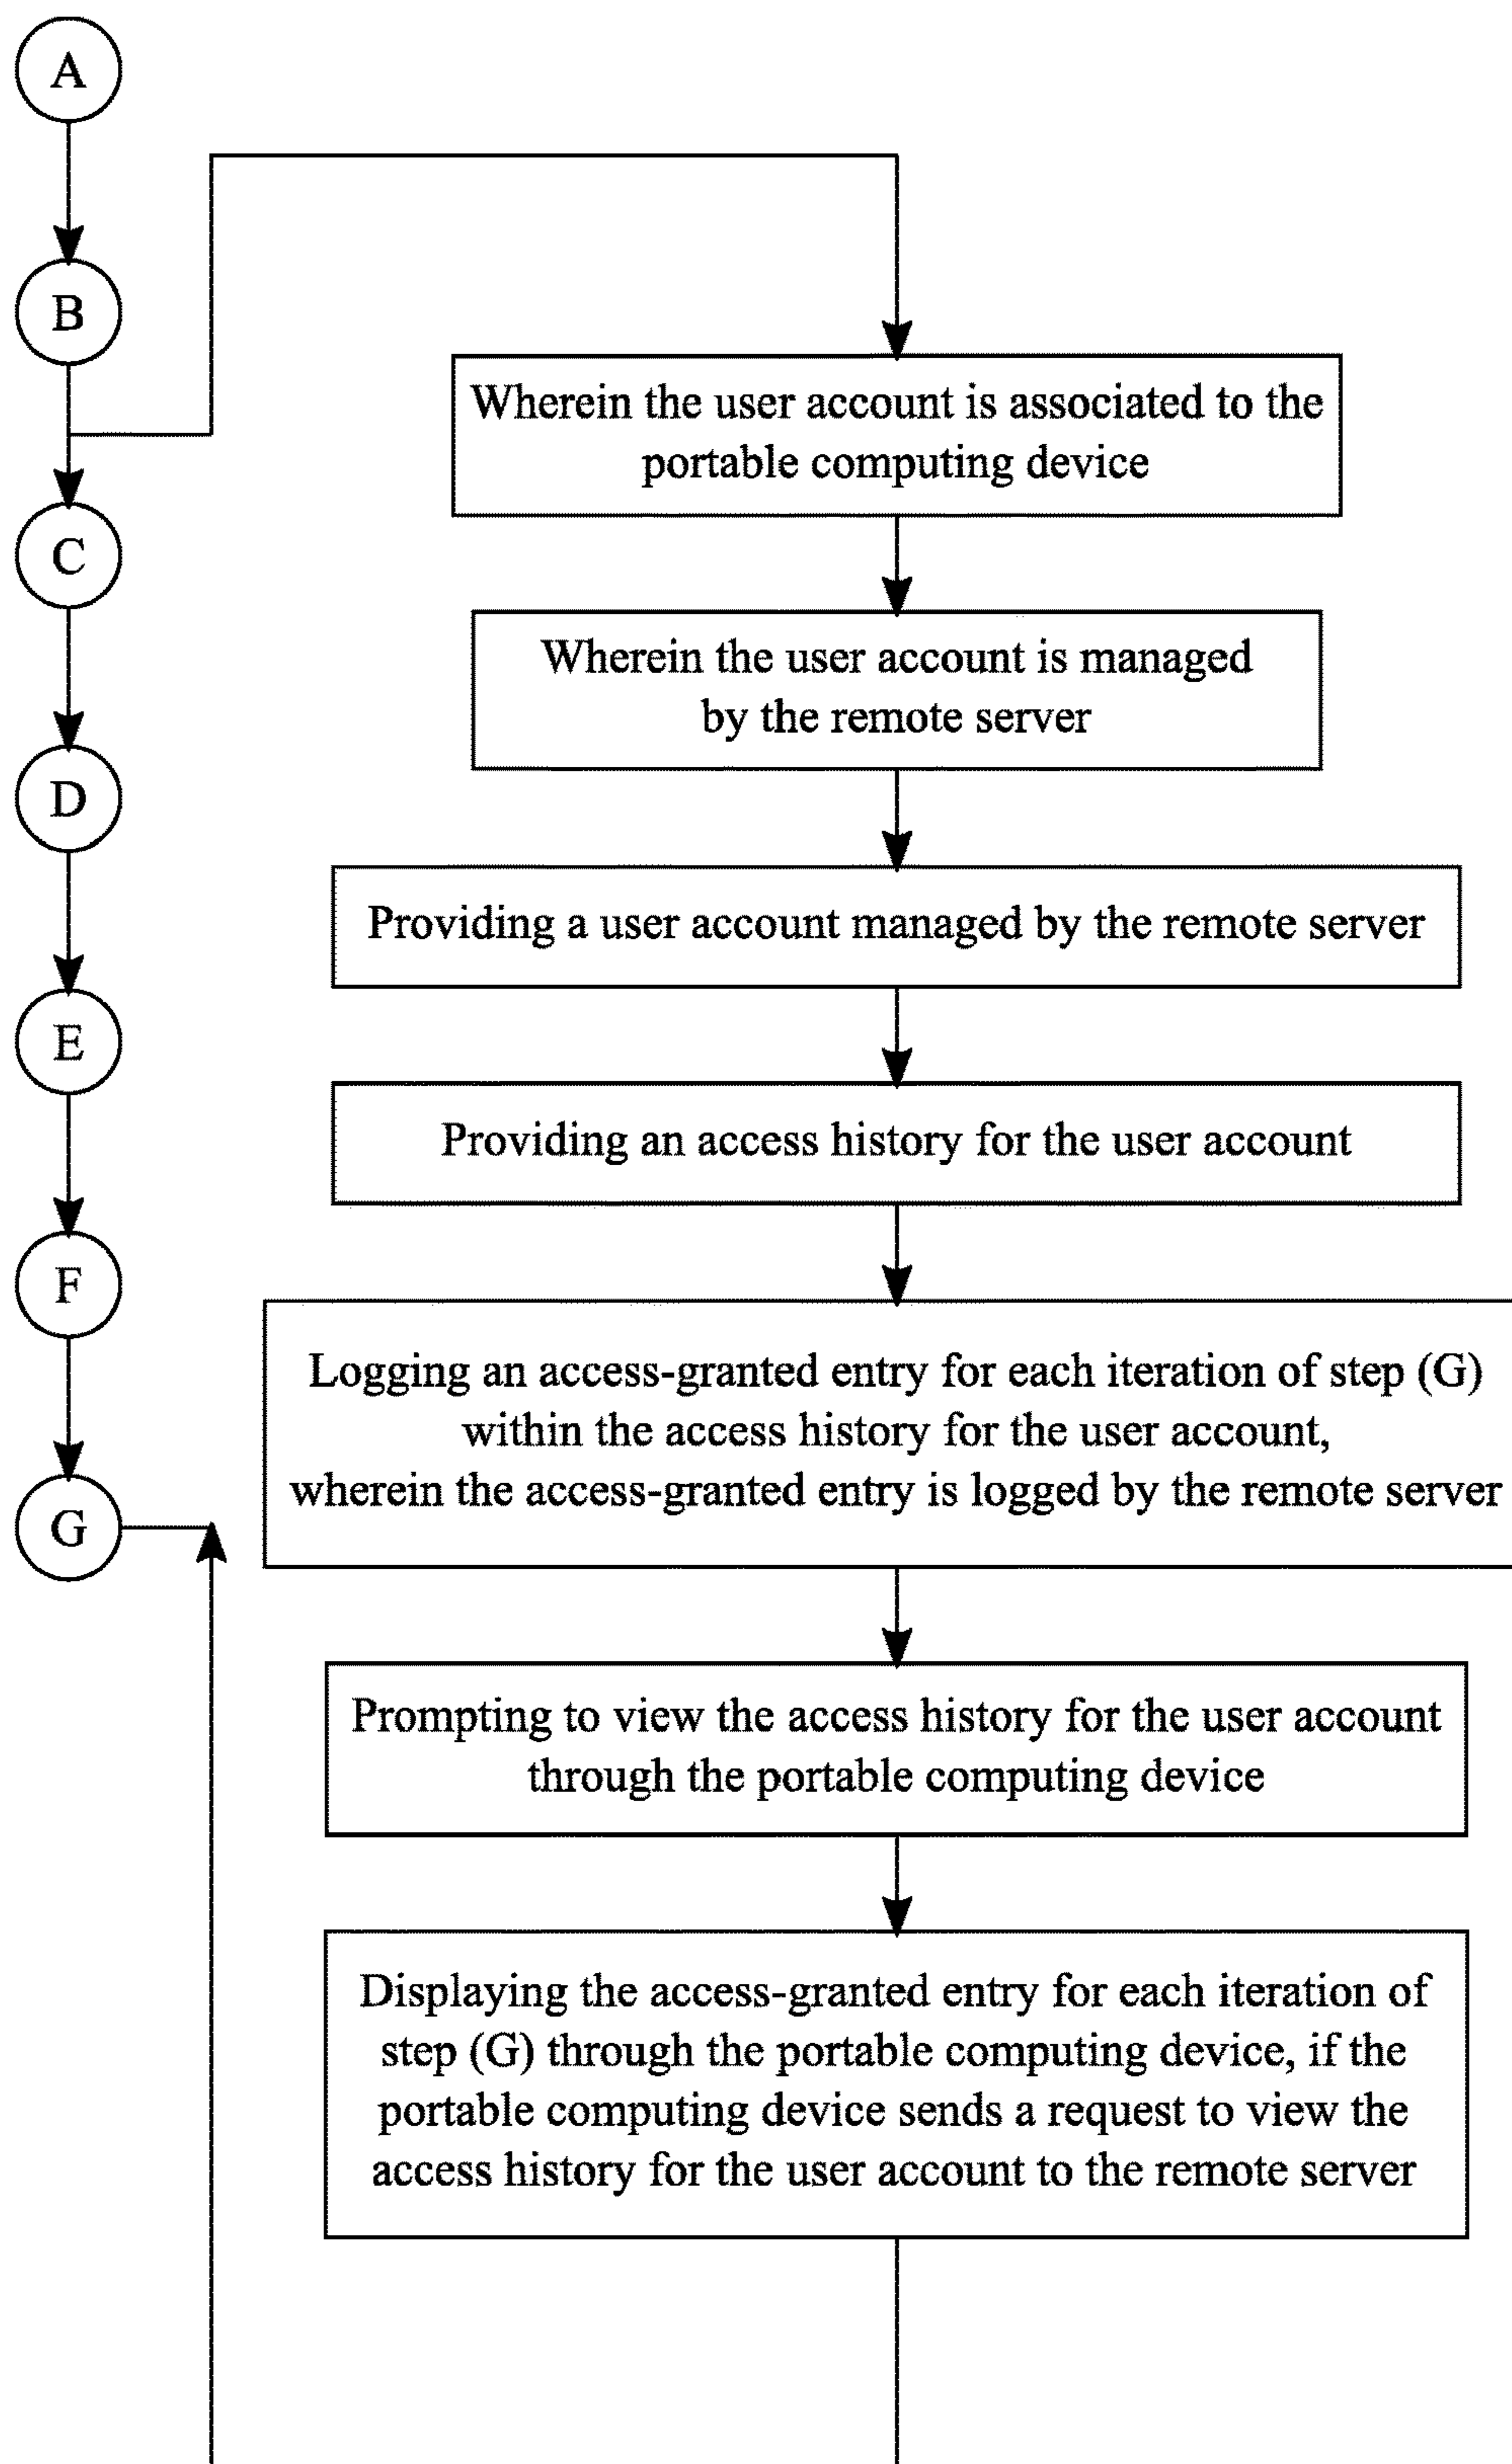 A
B
C
D
E
F
G
Wherein the user account is associated to the
portable computing device
Wherein the user account is managed
by the remote server
Providing a user account managed by the remote server
Providing an access history for the user account
Logging an access-granted entry for each iteration of step (G)
within the access history for the user account,
wherein the access-granted entry is logged by the remote server
Prompting to view the access history for the user account
through the portable computing device
Displaying the access-granted entry for each iteration of
step (G) through the portable computing device, if the
portable computing device sends a request to view the
access history for the user account to the remote server